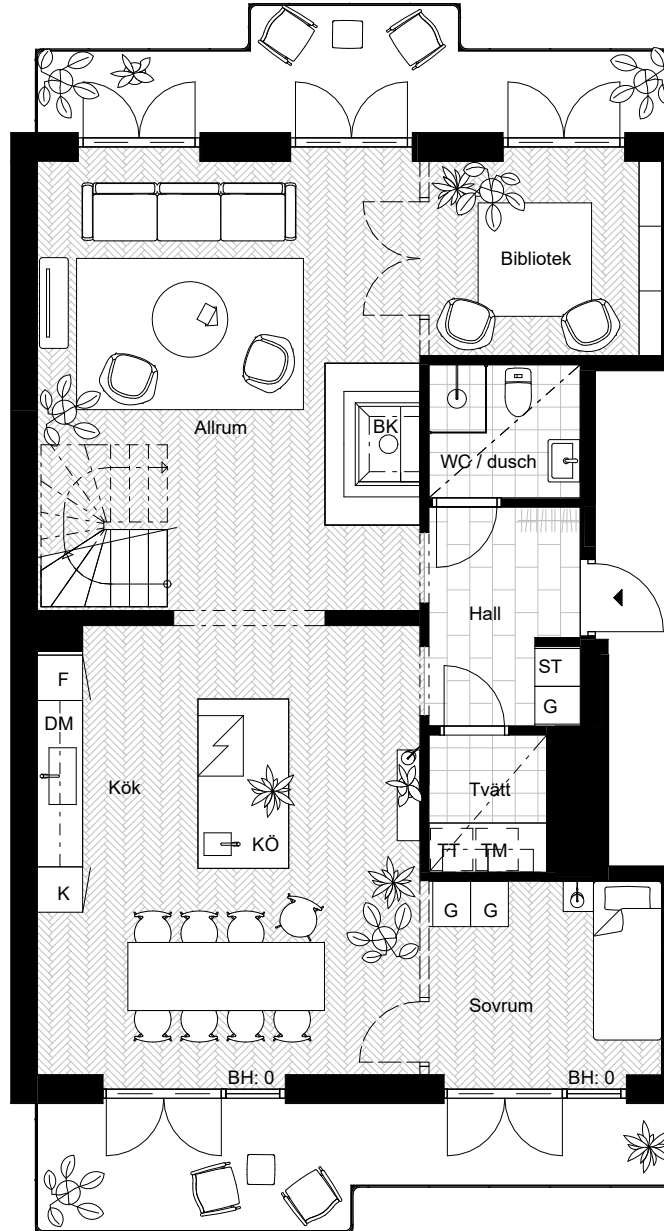 Bibliotek
Allrum
BK
WC / dusch
Hall
ST
G
F
DM
Kök
KÖ
K
Tvätt
TT
TM
G
G
Sovrum
BH: 0
BH: 0